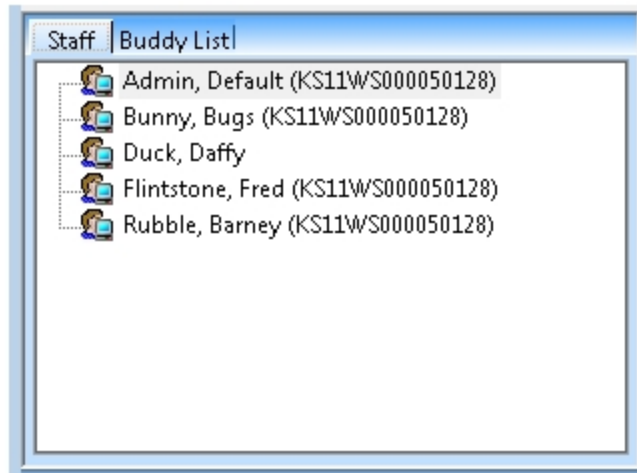 Staff Buddy List
Admin, Default (KS11WS000050128)
Bunny, Bugs (KS11WS000050128)
Duck, Daffy
Flintstone, Fred (KS11WS000050128)
Rubble, Barney (KS11WS000050128)